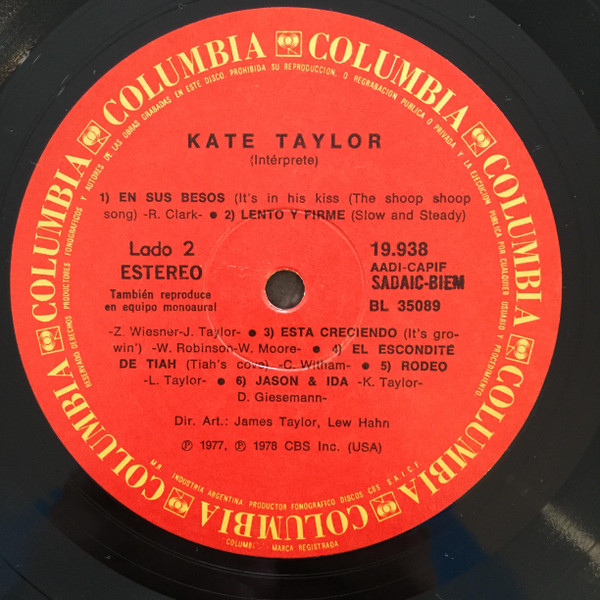 COLUMBIA COLUMBIA COLUMBIA COLUMBIA COLUMBIA COLUMBIA COLUMBIA COLUMBIA
RESERVADO DERECHOS PRODUCTORES FONOGRAFICOS Y AUTORES DE LAS OBRAS GRABADAS EN ESTE DISCO. PROHIBIDA SU REPRODUCCION, O REGRABACION PUBLICA O PRIVADA Y LA EJECUCION PUBLICA POR CUALQUIER USUARIO Y PROCEDIMIENTO
KATE TAYLOR
(Intérprete)
1) EN SUS BESOS (It's in his kiss (The shoop shoop
song) -R. Clark- ● 2) LENTO Y FIRME (Slow and Steady)
Lado 2
ESTEREO
También reproduce
en equipo monoaural
19.938
AADI-CAPIF
SADAIC-BIEM
BL 35089
-Z. Wiesner-J. Taylor- ● 3) ESTA CRECIENDO (It's gro-
win') -W. Robinson-W. Moore- ● 4) EL ESCONDITE
DE TIAH (Tiah's cove) -C. Witham- ● 5) RODEO
-L. Taylor- ● 6) JASON & IDA -K. Taylor-
D. Giesemann-
Dir. Art.: James Taylor, Lew Hahn
Ⓟ 1977, Ⓟ 1978 CBS Inc. (USA)
M.R. INDUSTRIA ARGENTINA. PRODUCTOR FONOGRAFICO DISCOS CBS S.A.I.C.F.
COLUMBIA MARCA REGISTRADA